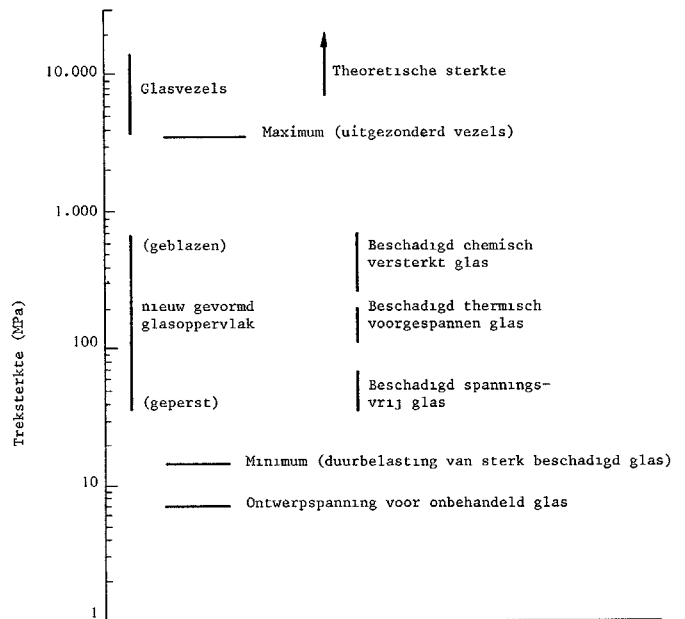 10.000
Glasvezels
Theoretische sterkte
Maximum (uitgezonderd vezels)
1.000
(geblazen)
Beschadigd chemisch
versterkt glas
nieuw gevormd
glasoppervlak
Beschadigd thermisch
voorgespannen glas
100
Beschadigd spannings-
vrij glas
(geperst)
Minimum (duurbelasting van sterk beschadigd glas)
10
Ontwerpspanning voor onbehandeld glas
1
Treksterkte (MPa)